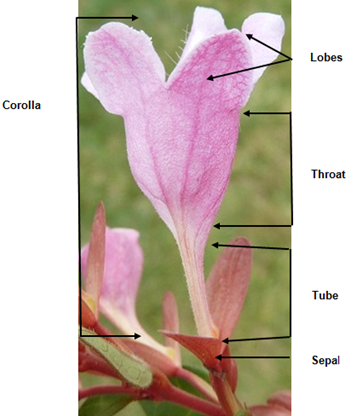 Lobes
Corolla
Throat
Tube
Sepal